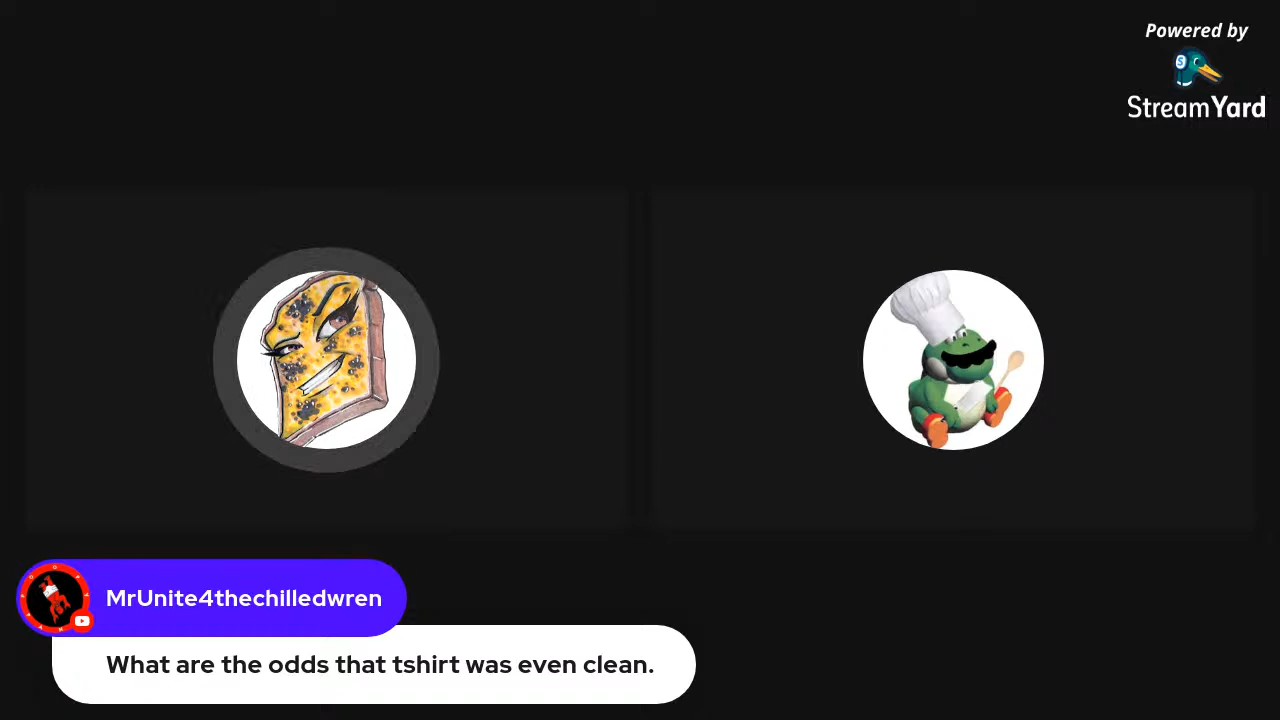 Powered by
StreamYard
MrUnite4thechilledwren
What are the odds that tshirt was even clean.